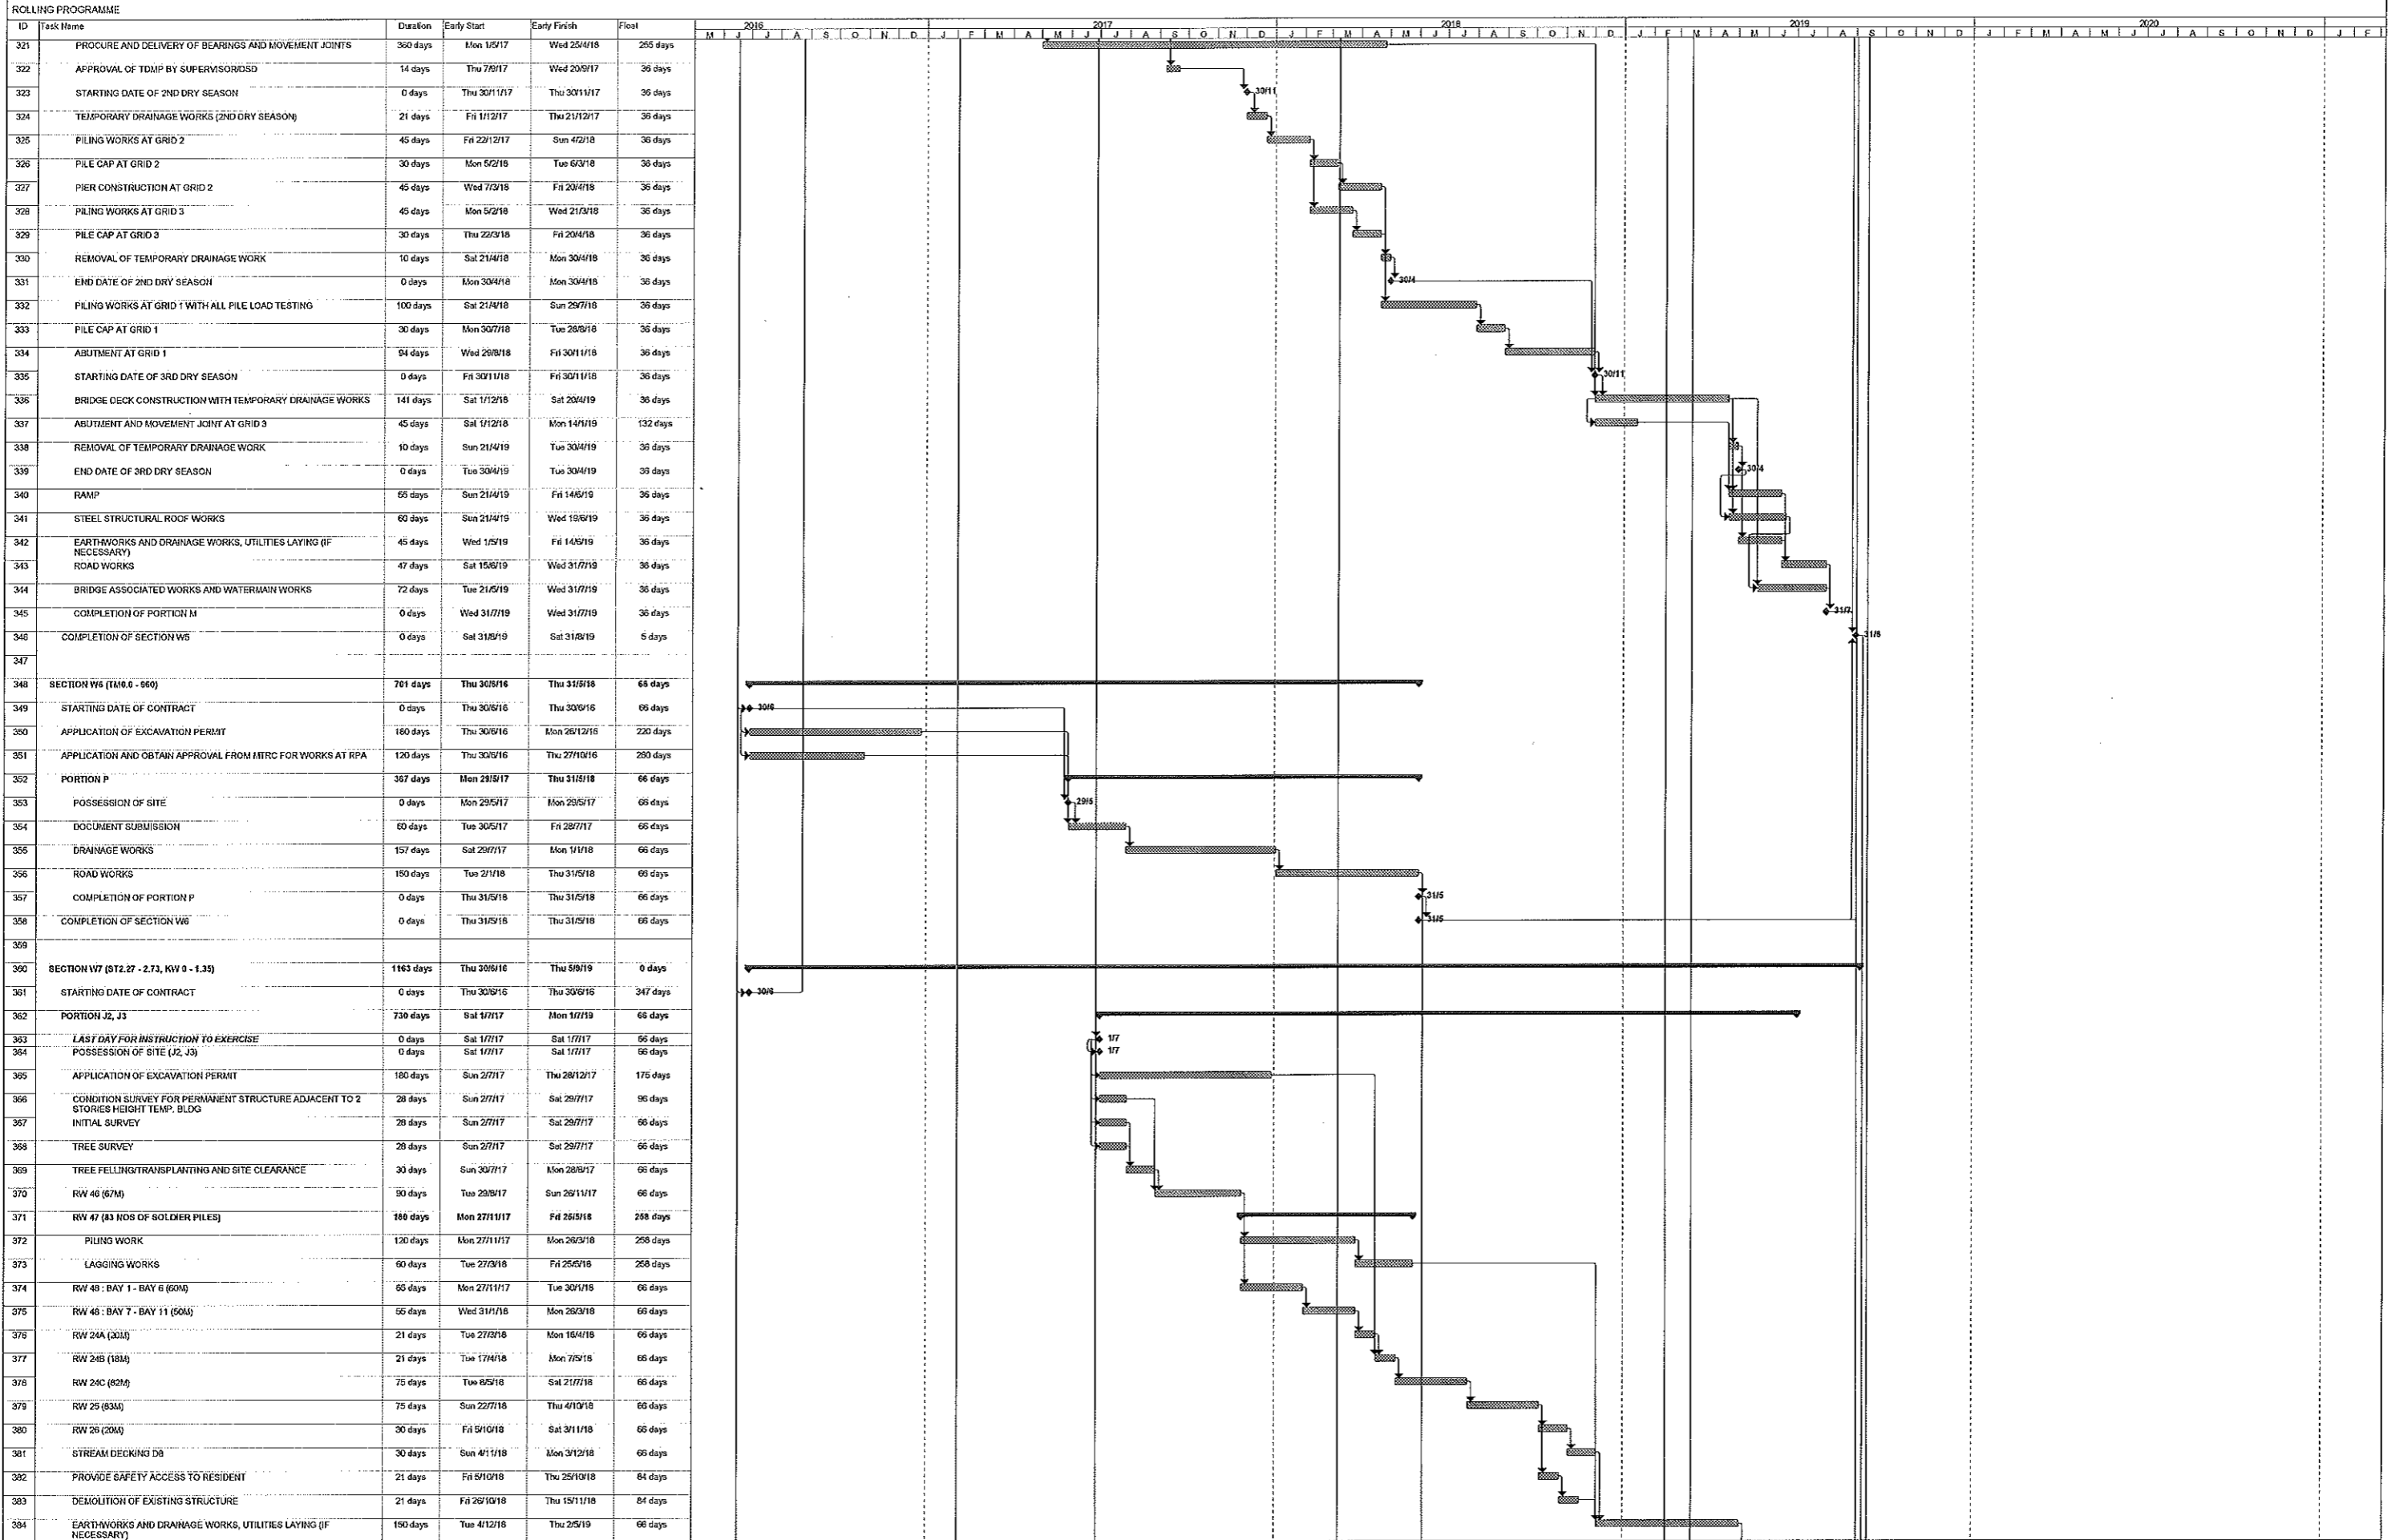 ROLLING PROGRAMME
ID Task Name Duration Early Start Early Finish Float 2016 2017 2018 2019 2020
M J J A S O N D J F M A M J J A S O N D J F M A M J J A S O N D J F M A M J J A S O N D J F M A M J J A S O N D J F
321 PROCURE AND DELIVERY OF BEARINGS AND MOVEMENT JOINTS 360 days Mon 1/5/17 Wed 25/4/18 255 days
322 APPROVAL OF TDMP BY SUPERVISOR/DSD 14 days Thu 7/9/17 Wed 20/9/17 36 days
323 STARTING DATE OF 2ND DRY SEASON 0 days Thu 30/11/17 Thu 30/11/17 36 days 30/11
324 TEMPORARY DRAINAGE WORKS (2ND DRY SEASON) 21 days Fri 1/12/17 Thu 21/12/17 36 days
325 PILING WORKS AT GRID 2 45 days Fri 22/12/17 Sun 4/2/18 36 days
326 PILE CAP AT GRID 2 30 days Mon 5/2/18 Tue 6/3/18 36 days
327 PIER CONSTRUCTION AT GRID 2 45 days Wed 7/3/18 Fri 20/4/18 36 days
328 PILING WORKS AT GRID 3 45 days Mon 5/2/18 Wed 21/3/18 36 days
329 PILE CAP AT GRID 3 30 days Thu 22/3/18 Fri 20/4/18 36 days
330 REMOVAL OF TEMPORARY DRAINAGE WORK 10 days Sat 21/4/18 Mon 30/4/18 36 days
331 END DATE OF 2ND DRY SEASON 0 days Mon 30/4/18 Mon 30/4/18 36 days 30/4
332 PILING WORKS AT GRID 1 WITH ALL PILE LOAD TESTING 100 days Sat 21/4/18 Sun 29/7/18 36 days
333 PILE CAP AT GRID 1 30 days Mon 30/7/18 Tue 28/8/18 36 days
334 ABUTMENT AT GRID 1 94 days Wed 29/8/18 Fri 30/11/18 36 days
335 STARTING DATE OF 3RD DRY SEASON 0 days Fri 30/11/18 Fri 30/11/18 36 days 30/11
336 BRIDGE DECK CONSTRUCTION WITH TEMPORARY DRAINAGE WORKS 141 days Sat 1/12/18 Sat 20/4/19 36 days
337 ABUTMENT AND MOVEMENT JOINT AT GRID 3 45 days Sat 1/12/18 Mon 14/1/19 132 days
338 REMOVAL OF TEMPORARY DRAINAGE WORK 10 days Sun 21/4/19 Tue 30/4/19 36 days
339 END DATE OF 3RD DRY SEASON 0 days Tue 30/4/19 Tue 30/4/19 36 days 30/4
340 RAMP 55 days Sun 21/4/19 Fri 14/6/19 36 days
341 STEEL STRUCTURAL ROOF WORKS 60 days Sun 21/4/19 Wed 19/6/19 36 days
342 EARTHWORKS AND DRAINAGE WORKS, UTILITIES LAYING (IF NECESSARY) 45 days Wed 1/5/19 Fri 14/6/19 36 days
343 ROAD WORKS 47 days Sat 15/6/19 Wed 31/7/19 36 days
344 BRIDGE ASSOCIATED WORKS AND WATERMAIN WORKS 72 days Tue 21/5/19 Wed 31/7/19 36 days
345 COMPLETION OF PORTION M 0 days Wed 31/7/19 Wed 31/7/19 36 days 31/7
346 COMPLETION OF SECTION W5 0 days Sat 31/8/19 Sat 31/8/19 5 days 31/8
347
348 SECTION W6 (TM0.0 - 960) 701 days Thu 30/6/16 Thu 31/5/18 66 days
349 STARTING DATE OF CONTRACT 0 days Thu 30/6/16 Thu 30/6/16 66 days 30/6
350 APPLICATION OF EXCAVATION PERMIT 180 days Thu 30/6/16 Mon 26/12/16 220 days
351 APPLICATION AND OBTAIN APPROVAL FROM MTRC FOR WORKS AT RPA 120 days Thu 30/6/16 Thu 27/10/16 280 days
352 PORTION P 367 days Mon 29/5/17 Thu 31/5/18 66 days
353 POSSESSION OF SITE 0 days Mon 29/5/17 Mon 29/5/17 66 days 29/5
354 DOCUMENT SUBMISSION 60 days Tue 30/5/17 Fri 28/7/17 66 days
355 DRAINAGE WORKS 157 days Sat 29/7/17 Mon 1/1/18 66 days
356 ROAD WORKS 150 days Tue 2/1/18 Thu 31/5/18 66 days
357 COMPLETION OF PORTION P 0 days Thu 31/5/18 Thu 31/5/18 66 days 31/5
358 COMPLETION OF SECTION W6 0 days Thu 31/5/18 Thu 31/5/18 66 days 31/5
359
360 SECTION W7 (ST2.27 - 2.73, KW 0 - 1.35) 1163 days Thu 30/6/16 Thu 5/9/19 0 days
361 STARTING DATE OF CONTRACT 0 days Thu 30/6/16 Thu 30/6/16 347 days 30/6
362 PORTION J2, J3 730 days Sat 1/7/17 Mon 1/7/19 66 days
363 LAST DAY FOR INSTRUCTION TO EXERCISE 0 days Sat 1/7/17 Sat 1/7/17 66 days 1/7
364 POSSESSION OF SITE (J2, J3) 0 days Sat 1/7/17 Sat 1/7/17 66 days 1/7
365 APPLICATION OF EXCAVATION PERMIT 180 days Sun 2/7/17 Thu 28/12/17 175 days
366 CONDITION SURVEY FOR PERMANENT STRUCTURE ADJACENT TO 2 STORIES HEIGHT TEMP. BLDG 28 days Sun 2/7/17 Sat 29/7/17 96 days
367 INITIAL SURVEY 28 days Sun 2/7/17 Sat 29/7/17 66 days
368 TREE SURVEY 28 days Sun 2/7/17 Sat 29/7/17 66 days
369 TREE FELLING/TRANSPLANTING AND SITE CLEARANCE 30 days Sun 30/7/17 Mon 28/8/17 66 days
370 RW 46 (67M) 90 days Tue 29/8/17 Sun 26/11/17 66 days
371 RW 47 (83 NOS OF SOLDIER PILES) 180 days Mon 27/11/17 Fri 25/5/18 258 days
372 PILING WORK 120 days Mon 27/11/17 Mon 26/3/18 258 days
373 LAGGING WORKS 60 days Tue 27/3/18 Fri 25/5/18 258 days
374 RW 48 : BAY 1 - BAY 6 (60M) 65 days Mon 27/11/17 Tue 30/1/18 66 days
375 RW 48 : BAY 7 - BAY 11 (50M) 55 days Wed 31/1/18 Mon 26/3/18 66 days
376 RW 24A (20M) 21 days Tue 27/3/18 Mon 16/4/18 66 days
377 RW 24B (18M) 21 days Tue 17/4/18 Mon 7/5/18 66 days
378 RW 24C (62M) 75 days Tue 8/5/18 Sat 21/7/18 66 days
379 RW 25 (63M) 75 days Sun 22/7/18 Thu 4/10/18 66 days
380 RW 26 (20M) 30 days Fri 5/10/18 Sat 3/11/18 66 days
381 STREAM DECKING D8 30 days Sun 4/11/18 Mon 3/12/18 66 days
382 PROVIDE SAFETY ACCESS TO RESIDENT 21 days Fri 5/10/18 Thu 25/10/18 84 days
383 DEMOLITION OF EXISTING STRUCTURE 21 days Fri 26/10/18 Thu 15/11/18 84 days
384 EARTHWORKS AND DRAINAGE WORKS, UTILITIES LAYING (IF NECESSARY) 150 days Tue 4/12/18 Thu 2/5/19 66 days